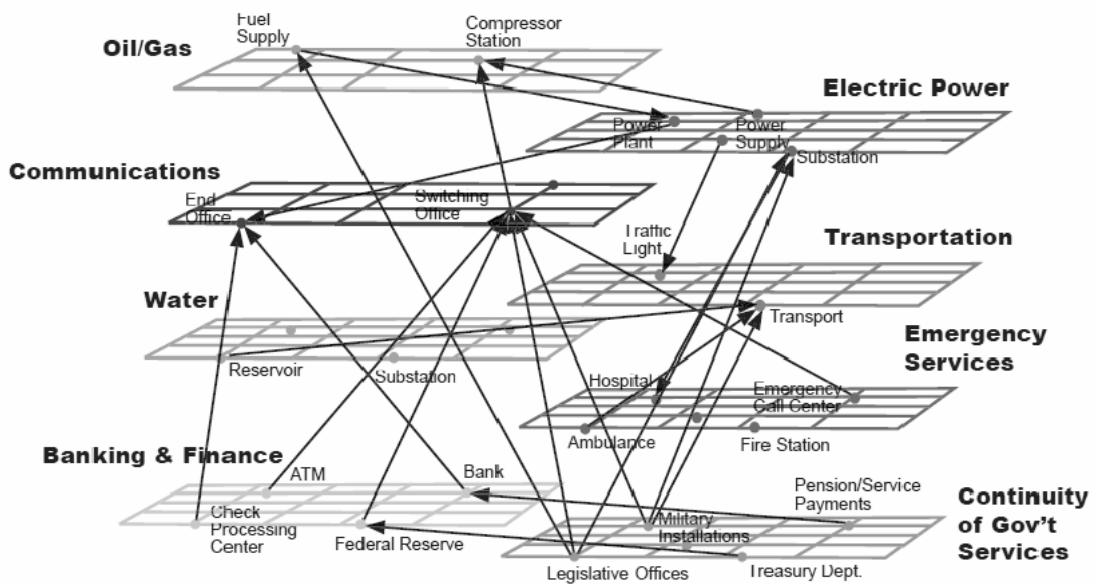 Fuel
Supply
Compressor
Station
Oil/Gas
Electric Power
Power
Plant
Power
Supply
Substation
Communications
End
Office
Switching
Office
Traffic
Light
Transportation
Water
Transport
Reservoir
Substation
Emergency
Services
Hospital
Emergency
Call Center
Ambulance
Fire Station
Banking & Finance
ATM
Bank
Pension/Service
Payments
Check
Processing
Center
Federal Reserve
Military
Installations
Continuity
of Gov't
Services
Legislative Offices
Treasury Dept.